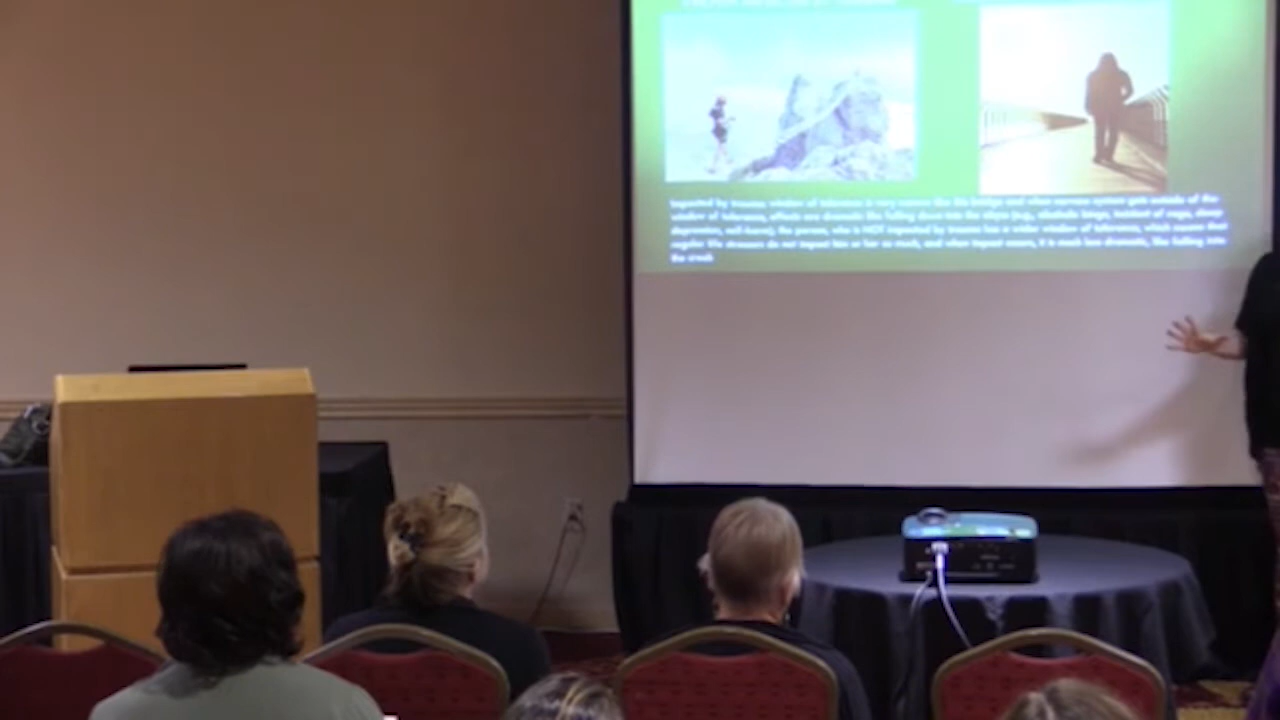 impacted by trauma, window of tolerance is very narrow like the bridge and when nervous system gets outside of the
window of tolerance, effects are dramatic like falling down into the abyss (e.g., alcoholic binge, incident of rage, deep
depression, self-harm); the person, who is NOT impacted by trauma has a wider window of tolerance, which means that
regular life stressors do not impact him or her so much, and when impact occurs, it is much less dramatic, like falling into
the creek